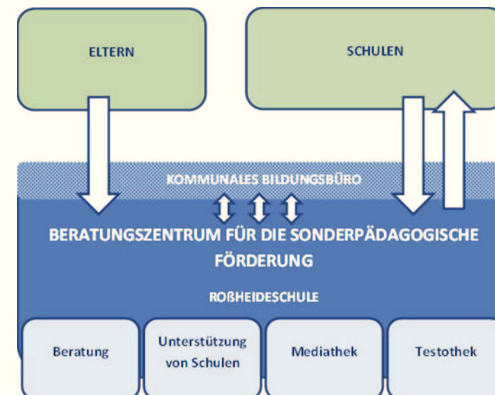 ELTERN
SCHULEN
KOMMUNALES BILDUNGSBÜRO
BERATUNGSZENTRUM FÜR DIE SONDERPÄDAGOGISCHE
FÖRDERUNG
ROßHEIDESCHULE
Beratung
Unterstützung
von Schulen
Mediathek
Testothek